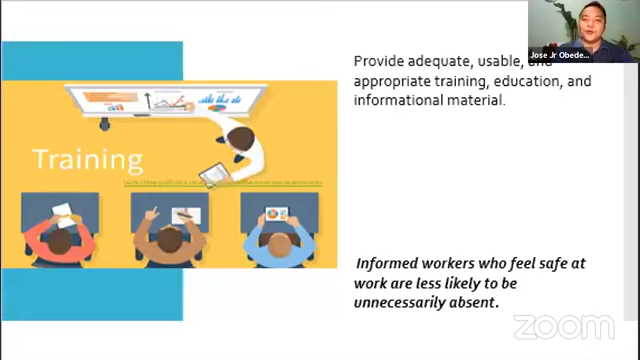 Jose Jr Obede...
Provide adequate, usable, and
appropriate training, education, and
informational material.
Training
Informed workers who feel safe at
work are less likely to be
unnecessarily absent.
zoom